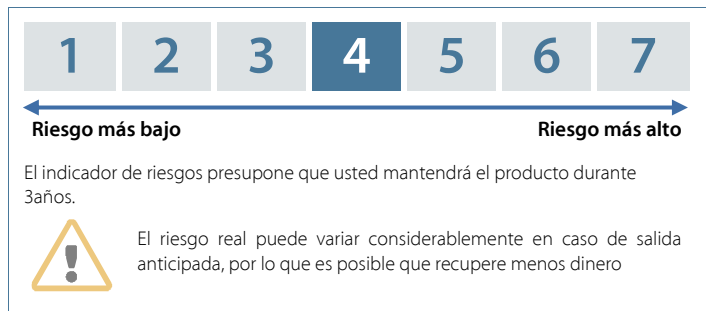 1 2 3 4 5 6 7
Riesgo más bajo Riesgo más alto
El indicador de riesgos presupone que usted mantendrá el producto durante
3años.
El riesgo real puede variar considerablemente en caso de salida
anticipada, por lo que es posible que recupere menos dinero